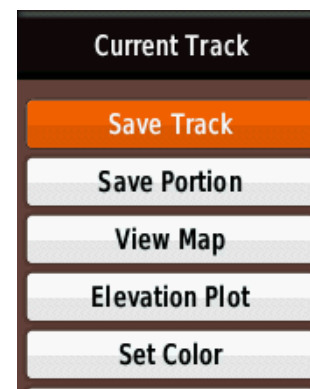 Current Track
Save Track
Save Portion
View Map
Elevation Plot
Set Color